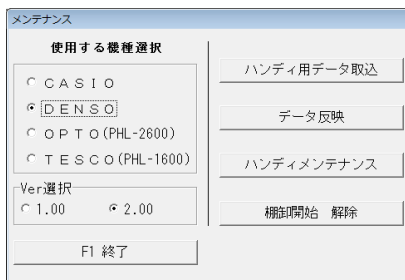 メンテナンス
使用する機種選択
ＣＡＳＩＯ
ＤＥＮＳＯ
ＯＰＴＯ(PHL-2600)
ＴＥＳＣＯ(PHL-1600)
Ver選択
1.00 2.00
F1 終了
ハンディ用データ取込
データ反映
ハンディメンテナンス
棚卸開始　解除